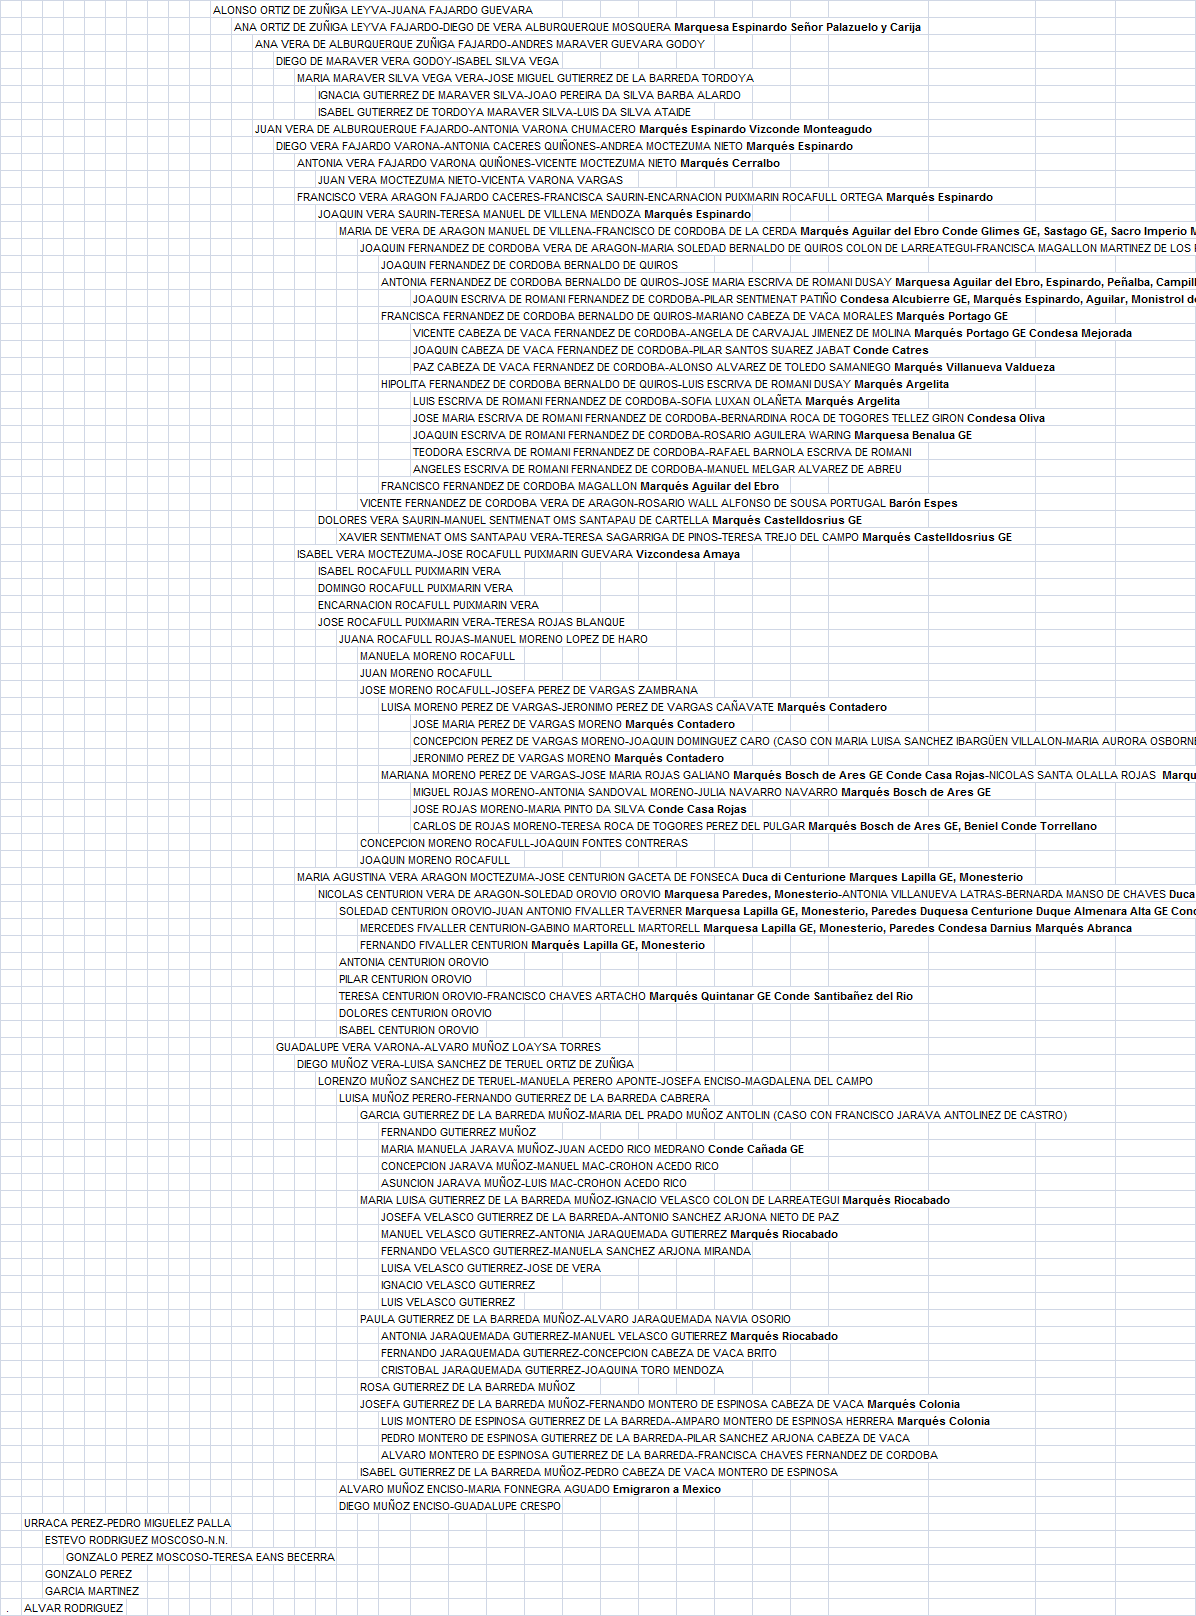 ALONSO ORTIZ DE ZUÑIGA LEYVA-JUANA FAJARDO GUEVARA
ANA ORTIZ DE ZUÑIGA LEYVA FAJARDO-DIEGO DE VERA ALBURQUERQUE MOSQUERA Marquesa Espinardo Señor Palazuelo y Carija
ANA VERA DE ALBURQUERQUE ZUÑIGA FAJARDO-ANDRES MARAVER GUEVARA GODOY
DIEGO DE MARAVER VERA GODOY-ISABEL SILVA VEGA
MARIA MARAVER SILVA VEGA VERA-JOSE MIGUEL GUTIERREZ DE LA BARREDA TORDOYA
IGNACIA GUTIERREZ DE MARAVER SILVA-JOAO PEREIRA DA SILVA BARBA ALARDO
ISABEL GUTIERREZ DE TORDOYA MARAVER SILVA-LUIS DA SILVA ATAIDE
JUAN VERA DE ALBURQUERQUE FAJARDO-ANTONIA VARONA CHUMACERO Marqués Espinardo Vizconde Monteagudo
DIEGO VERA FAJARDO VARONA-ANTONIA CACERES QUIÑONES-ANDREA MOCTEZUMA NIETO Marqués Espinardo
ANTONIA VERA FAJARDO VARONA QUIÑONES-VICENTE MOCTEZUMA NIETO Marqués Cerralbo
JUAN VERA MOCTEZUMA NIETO-VICENTA VARONA VARGAS
FRANCISCO VERA ARAGON FAJARDO CACERES-FRANCISCA SAURIN-ENCARNACION PUIXMARIN ROCAFULL ORTEGA Marqués Espinardo
JOAQUIN VERA SAURIN-TERESA MANUEL DE VILLENA MENDOZA Marqués Espinardo
MARIA DE VERA DE ARAGON MANUEL DE VILLENA-FRANCISCO DE CORDOBA DE LA CERDA Marqués Aguilar del Ebro Conde Glimes GE, Sastago GE, Sacro Imperio M
JOAQUIN FERNANDEZ DE CORDOBA VERA DE ARAGON-MARIA SOLEDAD BERNALDO DE QUIROS COLON DE LARREATEGUI-FRANCISCA MAGALLON MARTINEZ DE LOS
JOAQUIN FERNANDEZ DE CORDOBA BERNALDO DE QUIROS
ANTONIA FERNANDEZ DE CORDOBA BERNALDO DE QUIROS-JOSE MARIA ESCRIVA DE ROMANI DUSAY Marquesa Aguilar del Ebro, Espinardo, Peñalba, Campill
JOAQUIN ESCRIVA DE ROMANI FERNANDEZ DE CORDOBA-PILAR SENTMENAT PATIÑO Condesa Alcubierre GE, Marqués Espinardo, Aguilar, Monistrol de
FRANCISCA FERNANDEZ DE CORDOBA BERNALDO DE QUIROS-MARIANO CABEZA DE VACA MORALES Marqués Portago GE
VICENTE CABEZA DE VACA FERNANDEZ DE CORDOBA-ANGELA DE CARVAJAL JIMENEZ DE MOLINA Marqués Portago GE Condesa Mejorada
JOAQUIN CABEZA DE VACA FERNANDEZ DE CORDOBA-PILAR SANTOS SUAREZ JABAT Conde Catres
PAZ CABEZA DE VACA FERNANDEZ DE CORDOBA-ALONSO ALVAREZ DE TOLEDO SAMANIEGO Marqués Villanueva Valdueza
HIPOLITA FERNANDEZ DE CORDOBA BERNALDO DE QUIROS-LUIS ESCRIVA DE ROMANI DUSAY Marqués Argelita
LUIS ESCRIVA DE ROMANI FERNANDEZ DE CORDOBA-SOFIA LUXAN OLAÑETA Marqués Argelita
JOSE MARIA ESCRIVA DE ROMANI FERNANDEZ DE CORDOBA-BERNARDINA ROCA DE TOGORES TELLEZ GIRON Condesa Oliva
JOAQUIN ESCRIVA DE ROMANI FERNANDEZ DE CORDOBA-ROSARIO AGUILERA WARING Marquesa Benalua GE
TEODORA ESCRIVA DE ROMANI FERNANDEZ DE CORDOBA-RAFAEL BARNOLA ESCRIVA DE ROMANI
ANGELES ESCRIVA DE ROMANI FERNANDEZ DE CORDOBA-MANUEL MELGAR ALVAREZ DE ABREU
FRANCISCO FERNANDEZ DE CORDOBA MAGALLON Marqués Aguilar del Ebro
VICENTE FERNANDEZ DE CORDOBA VERA DE ARAGON-ROSARIO WALL ALFONSO DE SOUSA PORTUGAL Barón Espes
DOLORES VERA SAURIN-MANUEL SENTMENAT OMS SANTAPAU DE CARTELLA Marqués Castelldosrius GE
XAVIER SENTMENAT OMS SANTAPAU VERA-TERESA SAGARRIGA DE PINOS-TERESA TREJO DEL CAMPO Marqués Castelldosrius GE
ISABEL VERA MOCTEZUMA-JOSE ROCAFULL PUIXMARIN GUEVARA Vizcondesa Amaya
ISABEL ROCAFULL PUIXMARIN VERA
DOMINGO ROCAFULL PUIXMARIN VERA
ENCARNACION ROCAFULL PUIXMARIN VERA
JOSE ROCAFULL PUIXMARIN VERA-TERESA ROJAS BLANQUE
JUANA ROCAFULL ROJAS-MANUEL MORENO LOPEZ DE HARO
MANUELA MORENO ROCAFULL
JUAN MORENO ROCAFULL
JOSE MORENO ROCAFULL-JOSEFA PEREZ DE VARGAS ZAMBRANA
LUISA MORENO PEREZ DE VARGAS-JERONIMO PEREZ DE VARGAS CAÑAVATE Marqués Contadero
JOSE MARIA PEREZ DE VARGAS MORENO Marqués Contadero
CONCEPCION PEREZ DE VARGAS MORENO-JOAQUIN DOMINGUEZ CARO (CASO CON MARIA LUISA SANCHEZ IBARGÜEN VILLALON-MARIA AURORA OSBORNE
JERONIMO PEREZ DE VARGAS MORENO Marqués Contadero
MARIANA MORENO PEREZ DE VARGAS-JOSE MARIA ROJAS GALIANO Marqués Bosch de Ares GE Conde Casa Rojas-NICOLAS SANTA OLALLA ROJAS Marqu
MIGUEL ROJAS MORENO-ANTONIA SANDOVAL MORENO-JULIA NAVARRO NAVARRO Marqués Bosch de Ares GE
JOSE ROJAS MORENO-MARIA PINTO DA SILVA Conde Casa Rojas
CARLOS DE ROJAS MORENO-TERESA ROCA DE TOGORES PEREZ DEL PULGAR Marqués Bosch de Ares GE, Beniel Conde Torrellano
CONCEPCION MORENO ROCAFULL-JOAQUIN FONTES CONTRERAS
JOAQUIN MORENO ROCAFULL
MARIA AGUSTINA VERA ARAGON MOCTEZUMA-JOSE CENTURION GACETA DE FONSECA Duca di Centurione Marques Lapilla GE, Monesterio
NICOLAS CENTURION VERA DE ARAGON-SOLEDAD OROVIO OROVIO Marquesa Paredes, Monesterio-ANTONIA VILLANUEVA LATRAS-BERNARDA MANSO DE CHAVES Duca
SOLEDAD CENTURION OROVIO-JUAN ANTONIO FIVALLER TAVERNER Marquesa Lapilla GE, Monesterio, Paredes Duquesa Centurione Duque Almenara Alta GE Cond
MERCEDES FIVALLER CENTURION-GABINO MARTORELL MARTORELL Marquesa Lapilla GE, Monesterio, Paredes Condesa Darnius Marqués Abranca
FERNANDO FIVALLER CENTURION Marqués Lapilla GE, Monesterio
ANTONIA CENTURION OROVIO
PILAR CENTURION OROVIO
TERESA CENTURION OROVIO-FRANCISCO CHAVES ARTACHO Marqués Quintanar GE Conde Santibañez del Rio
DOLORES CENTURION OROVIO
ISABEL CENTURION OROVIO
GUADALUPE VERA VARONA-ALVARO MUÑOZ LOAYSA TORRES
DIEGO MUÑOZ VERA-LUISA SANCHEZ DE TERUEL ORTIZ DE ZUÑIGA
LORENZO MUÑOZ SANCHEZ DE TERUEL-MANUELA PERERO APONTE-JOSEFA ENCISO-MAGDALENA DEL CAMPO
LUISA MUÑOZ PERERO-FERNANDO GUTIERREZ DE LA BARREDA CABRERA
GARCIA GUTIERREZ DE LA BARREDA MUÑOZ-MARIA DEL PRADO MUÑOZ ANTOLIN (CASO CON FRANCISCO JARAVA ANTOLINEZ DE CASTRO)
FERNANDO GUTIERREZ MUÑOZ
MARIA MANUELA JARAVA MUÑOZ-JUAN ACEDO RICO MEDRANO Conde Cañada GE
CONCEPCION JARAVA MUÑOZ-MANUEL MAC-CROHON ACEDO RICO
ASUNCION JARAVA MUÑOZ-LUIS MAC-CROHON ACEDO RICO
MARIA LUISA GUTIERREZ DE LA BARREDA MUÑOZ-IGNACIO VELASCO COLON DE LARREATEGUI Marqués Riocabado
JOSEFA VELASCO GUTIERREZ DE LA BARREDA-ANTONIO SANCHEZ ARJONA NIETO DE PAZ
MANUEL VELASCO GUTIERREZ-ANTONIA JARAQUEMADA GUTIERREZ Marqués Riocabado
FERNANDO VELASCO GUTIERREZ-MANUELA SANCHEZ ARJONA MIRANDA
LUISA VELASCO GUTIERREZ-JOSE DE VERA
IGNACIO VELASCO GUTIERREZ
LUIS VELASCO GUTIERREZ
PAULA GUTIERREZ DE LA BARREDA MUÑOZ-ALVARO JARAQUEMADA NAVIA OSORIO
ANTONIA JARAQUEMADA GUTIERREZ-MANUEL VELASCO GUTIERREZ Marqués Riocabado
FERNANDO JARAQUEMADA GUTIERREZ-CONCEPCION CABEZA DE VACA BRITO
CRISTOBAL JARAQUEMADA GUTIERREZ-JOAQUINA TORO MENDOZA
ROSA GUTIERREZ DE LA BARREDA MUÑOZ
JOSEFA GUTIERREZ DE LA BARREDA MUÑOZ-FERNANDO MONTERO DE ESPINOSA CABEZA DE VACA Marqués Colonia
LUIS MONTERO DE ESPINOSA GUTIERREZ DE LA BARREDA-AMPARO MONTERO DE ESPINOSA HERRERA Marqués Colonia
PEDRO MONTERO DE ESPINOSA GUTIERREZ DE LA BARREDA-PILAR SANCHEZ ARJONA CABEZA DE VACA
ALVARO MONTERO DE ESPINOSA GUTIERREZ DE LA BARREDA-FRANCISCA CHAVES FERNANDEZ DE CORDOBA
ISABEL GUTIERREZ DE LA BARREDA MUÑOZ-PEDRO CABEZA DE VACA MONTERO DE ESPINOSA
ALVARO MUÑOZ ENCISO-MARIA FONNEGRA AGUADO Emigraron a Mexico
DIEGO MUÑOZ ENCISO-GUADALUPE CRESPO
URRACA PEREZ-PEDRO MIGUELEZ PALLA
ESTEVO RODRIGUEZ MOSCOSO-N.N.
GONZALO PEREZ MOSCOSO-TERESA EANS BECERRA
GONZALO PEREZ
GARCIA MARTINEZ
. ALVAR RODRIGUEZ